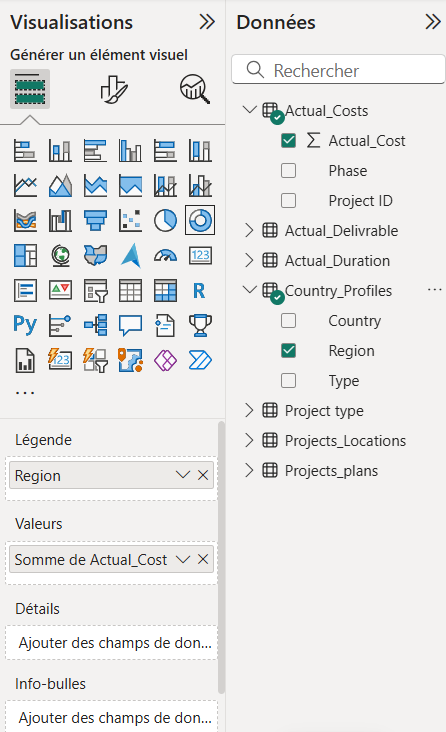 Visualisations
Générer un élément visuel
123
R
Py
123
...
Légende
Region
Valeurs
Somme de Actual_Cost
Détails
Ajouter des champs de don...
Info-bulles
Ajouter des champs de don...
Données
Rechercher
Actual_Costs
Σ Actual_Cost
Phase
Project ID
Actual_Delivrable
Actual_Duration
Country_Profiles ...
Country
Region
Type
Project type
Projects_Locations
Projects_plans